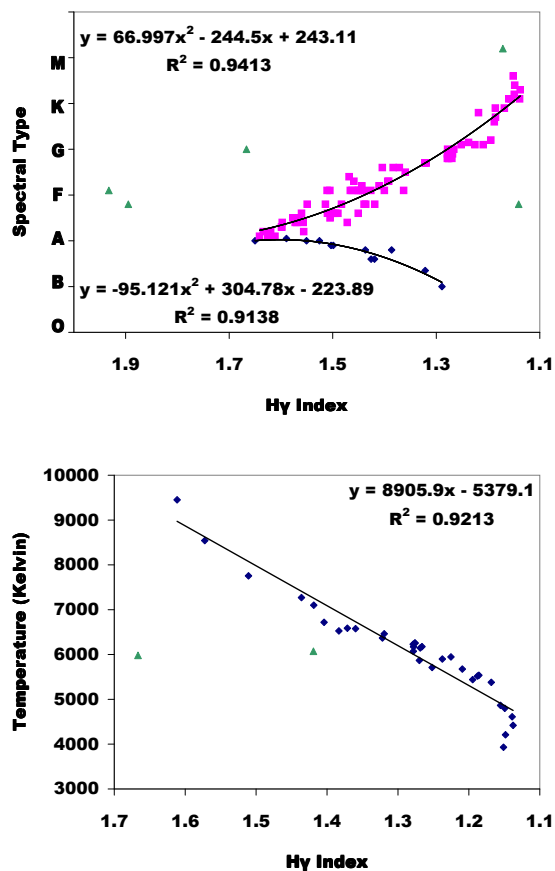 y = 66.997x² - 244.5x + 243.11
R² = 0.9413
M
K
G
F
A
B
O
Spectral Type
y = -95.121x² + 304.78x - 223.89
R² = 0.9138
1.9 1.7 1.5 1.3 1.1
Hγ Index
10000
9000
8000
7000
6000
5000
4000
3000
Temperature (Kelvin)
y = 8905.9x - 5379.1
R² = 0.9213
1.7 1.6 1.5 1.4 1.3 1.2 1.1
Hγ Index